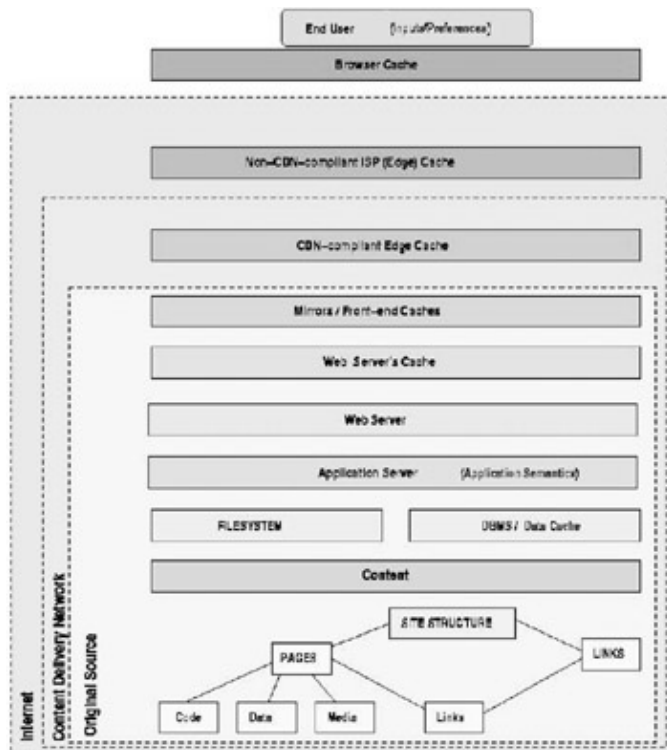 End User (Inputs/Preferences)
Browser Cache
Non-CDN-compliant ISP (Edge) Cache
CDN-compliant Edge Cache
Mirrors / Front-end Caches
Web Server's Cache
Web Server
Application Server (Application Semantics)
FILESYSTEM DBMS / Data Cache
Content
SITE STRUCTURE
PAGES LINKS
Code Data Media Links
Internet
Content Delivery Network
Original Source